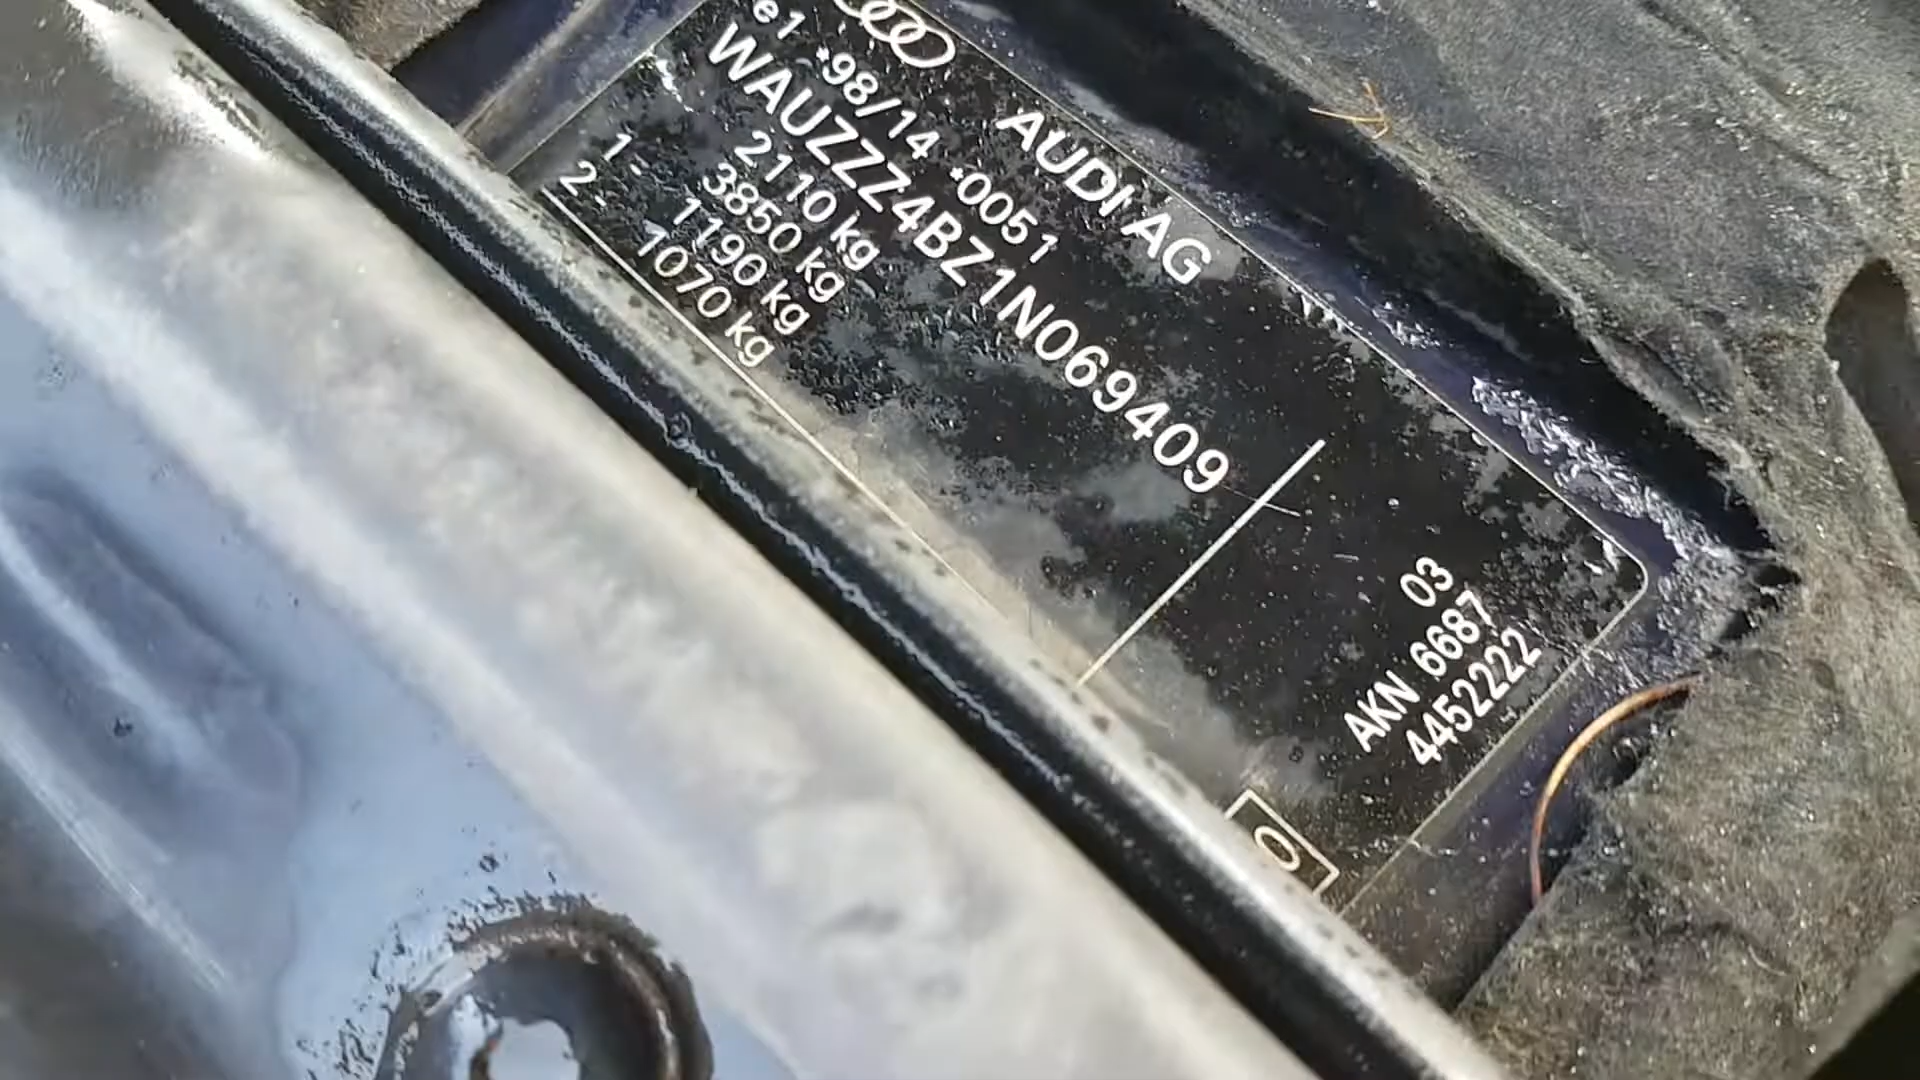 AUDI AG
e1 *98/14 *0051
WAUZZZ4BZ1N069409
2110 kg
3850 kg
1- 1190 kg
2- 1070 kg
03
AKN 6687
4452222
0